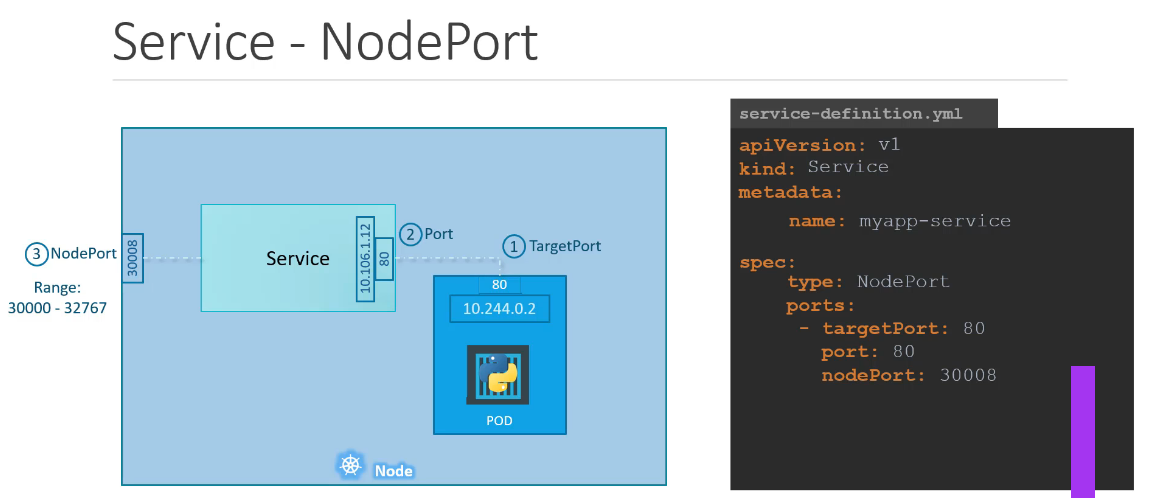 Service - NodePort
3 NodePort
Range:
30000 - 32767
30008
Service
10.106.1.12
80
2 Port
1 TargetPort
80
10.244.0.2
POD
Node
service-definition.yml
apiVersion: v1
kind: Service
metadata:
name: myapp-service
spec:
type: NodePort
ports:
- targetPort: 80
port: 80
nodePort: 30008